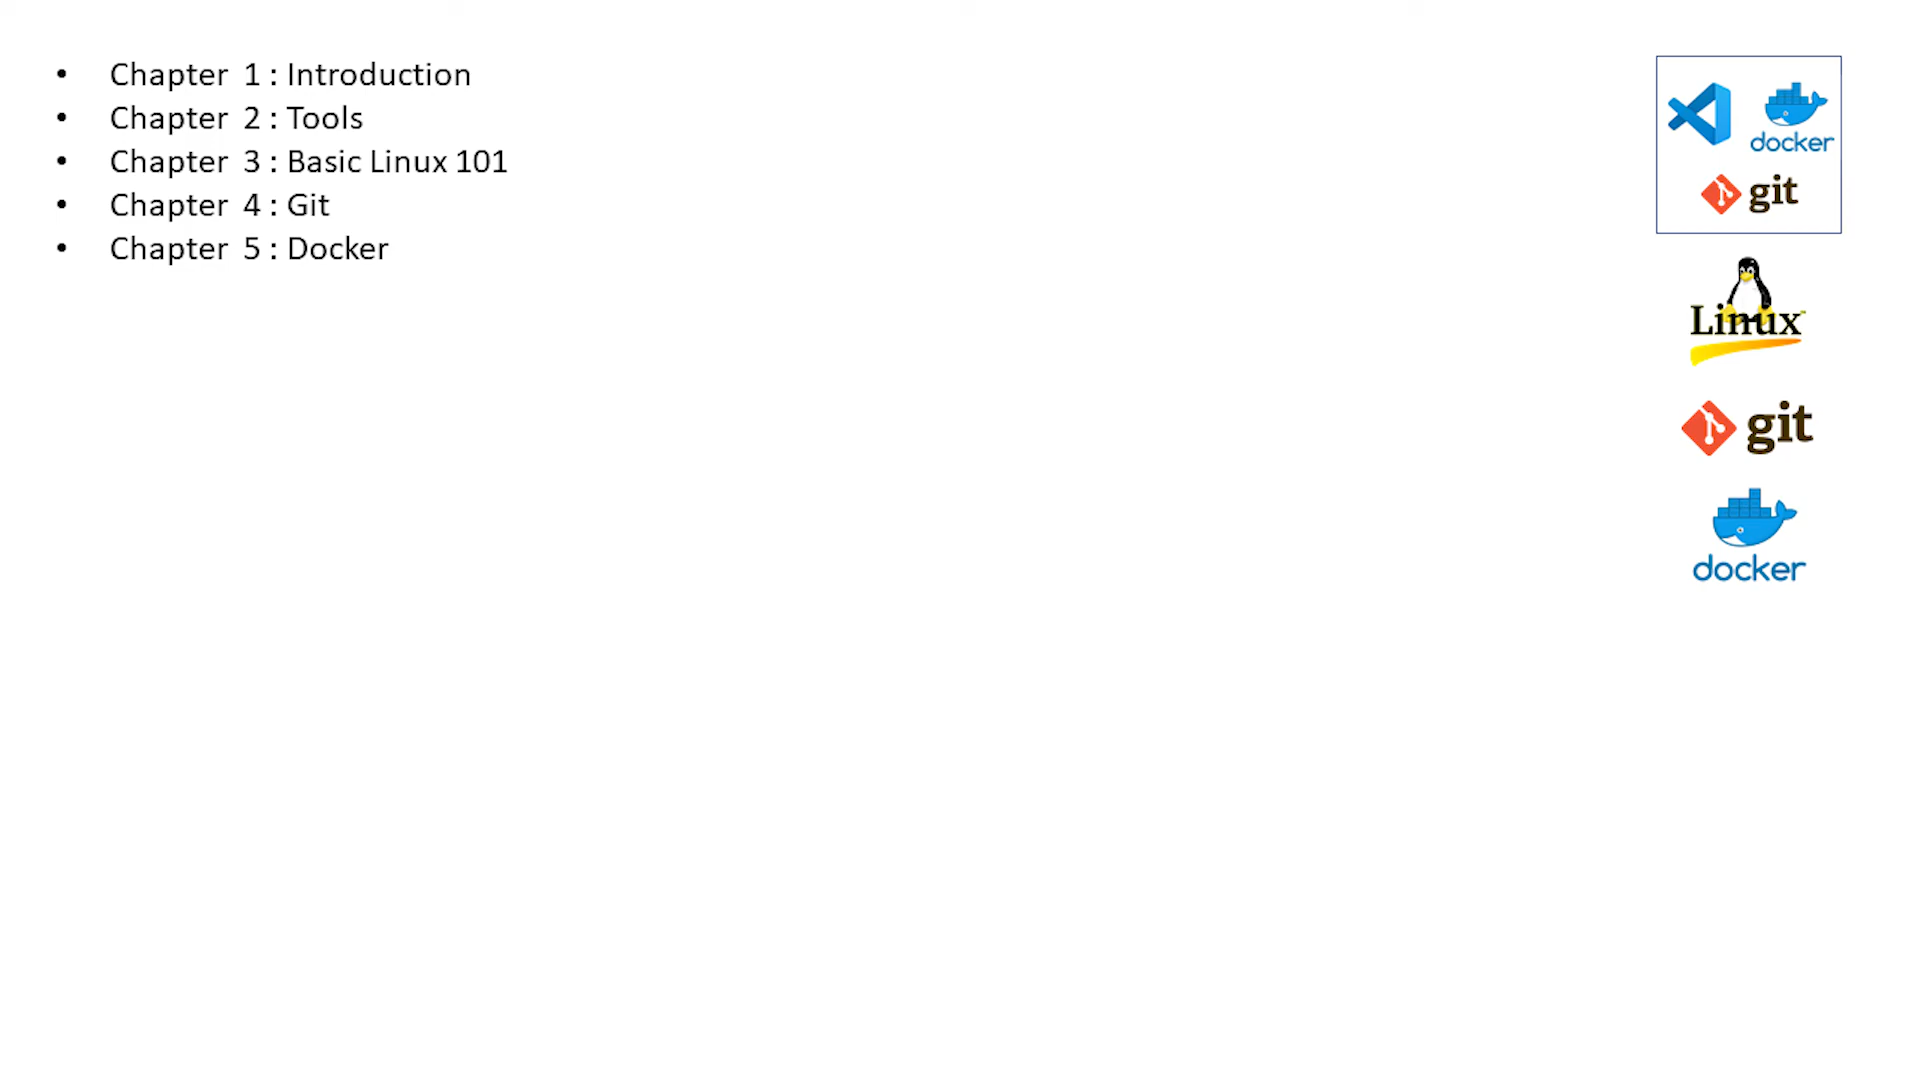 • Chapter 1 : Introduction
• Chapter 2 : Tools
• Chapter 3 : Basic Linux 101
• Chapter 4 : Git
• Chapter 5 : Docker
docker
git
Linux
git
docker